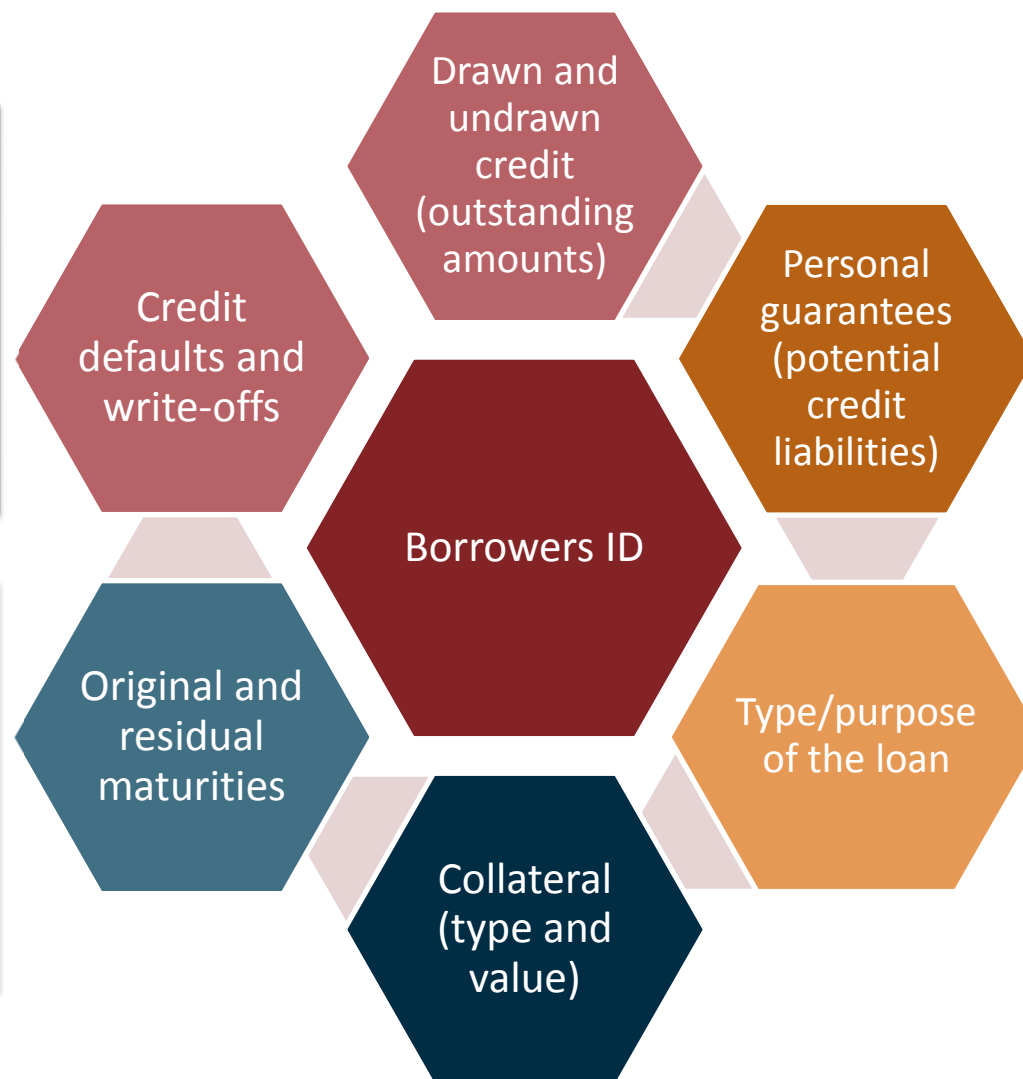 Drawn and
undrawn
credit
(outstanding
amounts)
Personal
guarantees
(potential
credit
liabilities)
Credit
defaults and
write-offs
Borrowers ID
Original and
residual
maturities
Type/purpose
of the loan
Collateral
(type and
value)